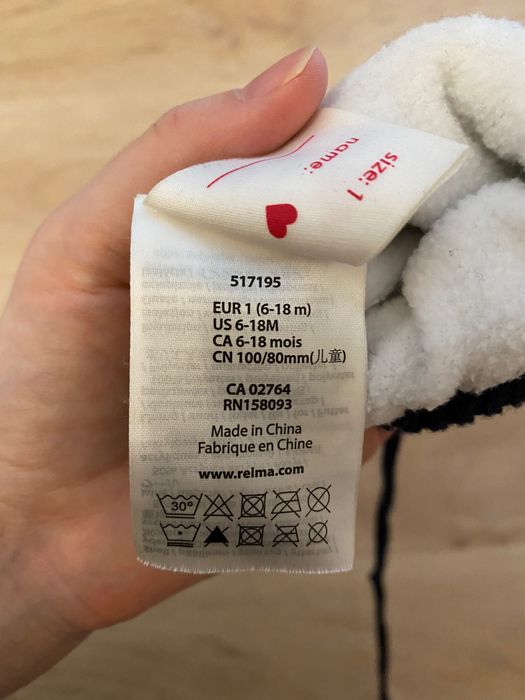 size: 1
name:
517195
EUR 1 (6-18 m)
US 6-18M
CA 6-18 mois
CN 100/80mm(儿童)
CA 02764
RN158093
Made in China
Fabrique en Chine
www.reima.com
30°